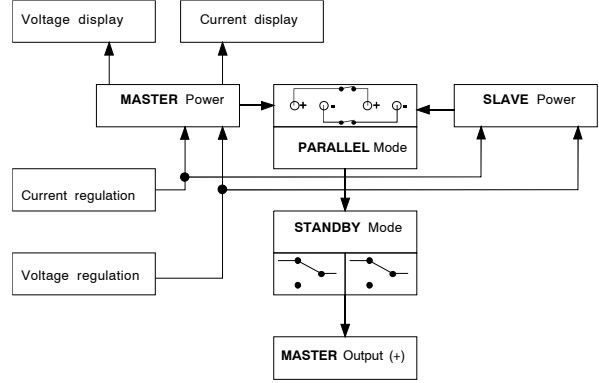 Voltage display
Current display
MASTER Power
+ - + -
SLAVE Power
PARALLEL Mode
Current regulation
STANDBY Mode
Voltage regulation
MASTER Output (+)